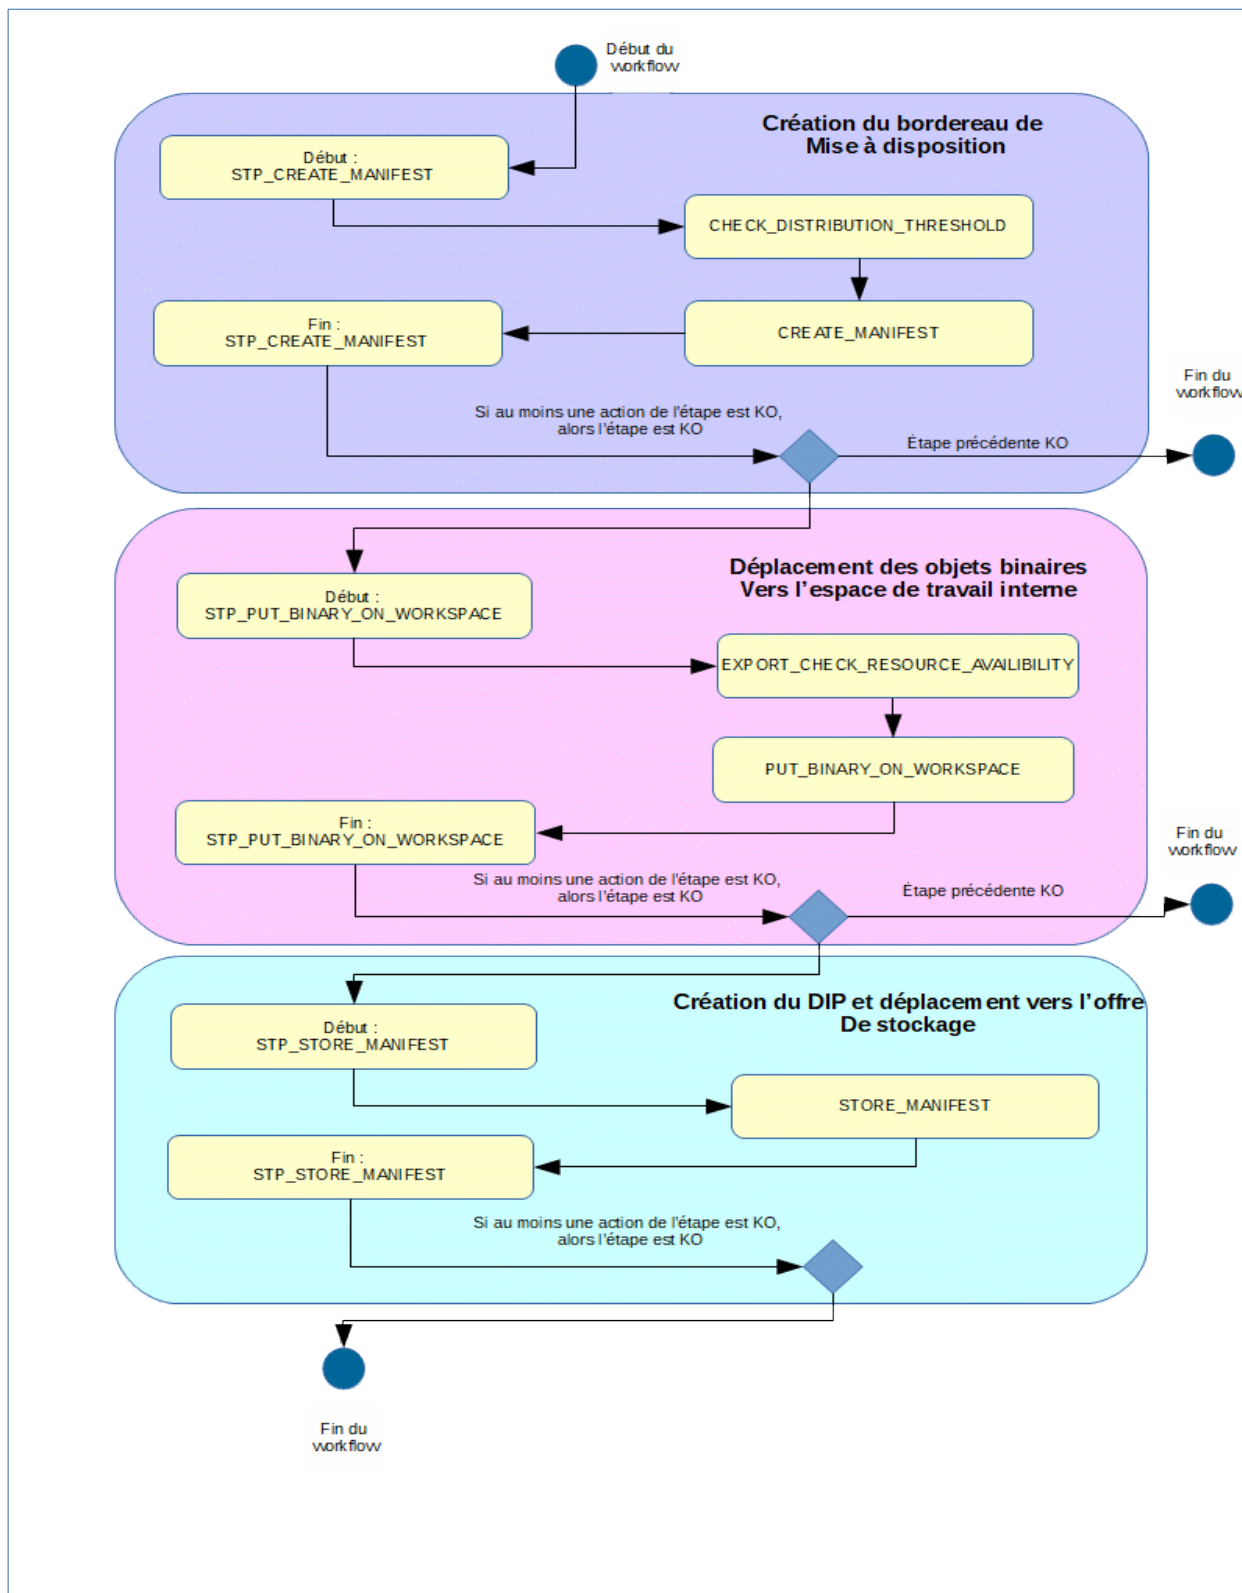 Début du
workflow
Création du bordereau de
Mise à disposition
Début :
STP_CREATE_MANIFEST
CHECK_DISTRIBUTION_THRESHOLD
Fin :
STP_CREATE_MANIFEST
CREATE_MANIFEST
Fin du
workflow
Si au moins une action de l'étape est KO,
alors l'étape est KO
Étape précédente KO
Déplacement des objets binaires
Vers l'espace de travail interne
Début :
STP_PUT_BINARY_ON_WORKSPACE
EXPORT_CHECK_RESOURCE_AVAILIBILITY
PUT_BINARY_ON_WORKSPACE
Fin :
STP_PUT_BINARY_ON_WORKSPACE
Fin du
workflow
Si au moins une action de l'étape est KO,
alors l'étape est KO
Étape précédente KO
Création du DIP et déplacement vers l'offre
De stockage
Début :
STP_STORE_MANIFEST
STORE_MANIFEST
Fin :
STP_STORE_MANIFEST
Si au moins une action de l'étape est KO,
alors l'étape est KO
Fin du
workflow